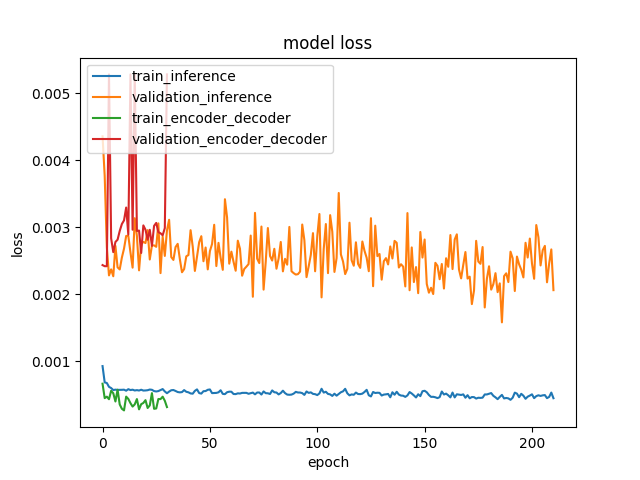 model loss
train_inference
validation_inference
train_encoder_decoder
validation_encoder_decoder
loss
0.005
0.004
0.003
0.002
0.001
0
50
100
150
200
epoch